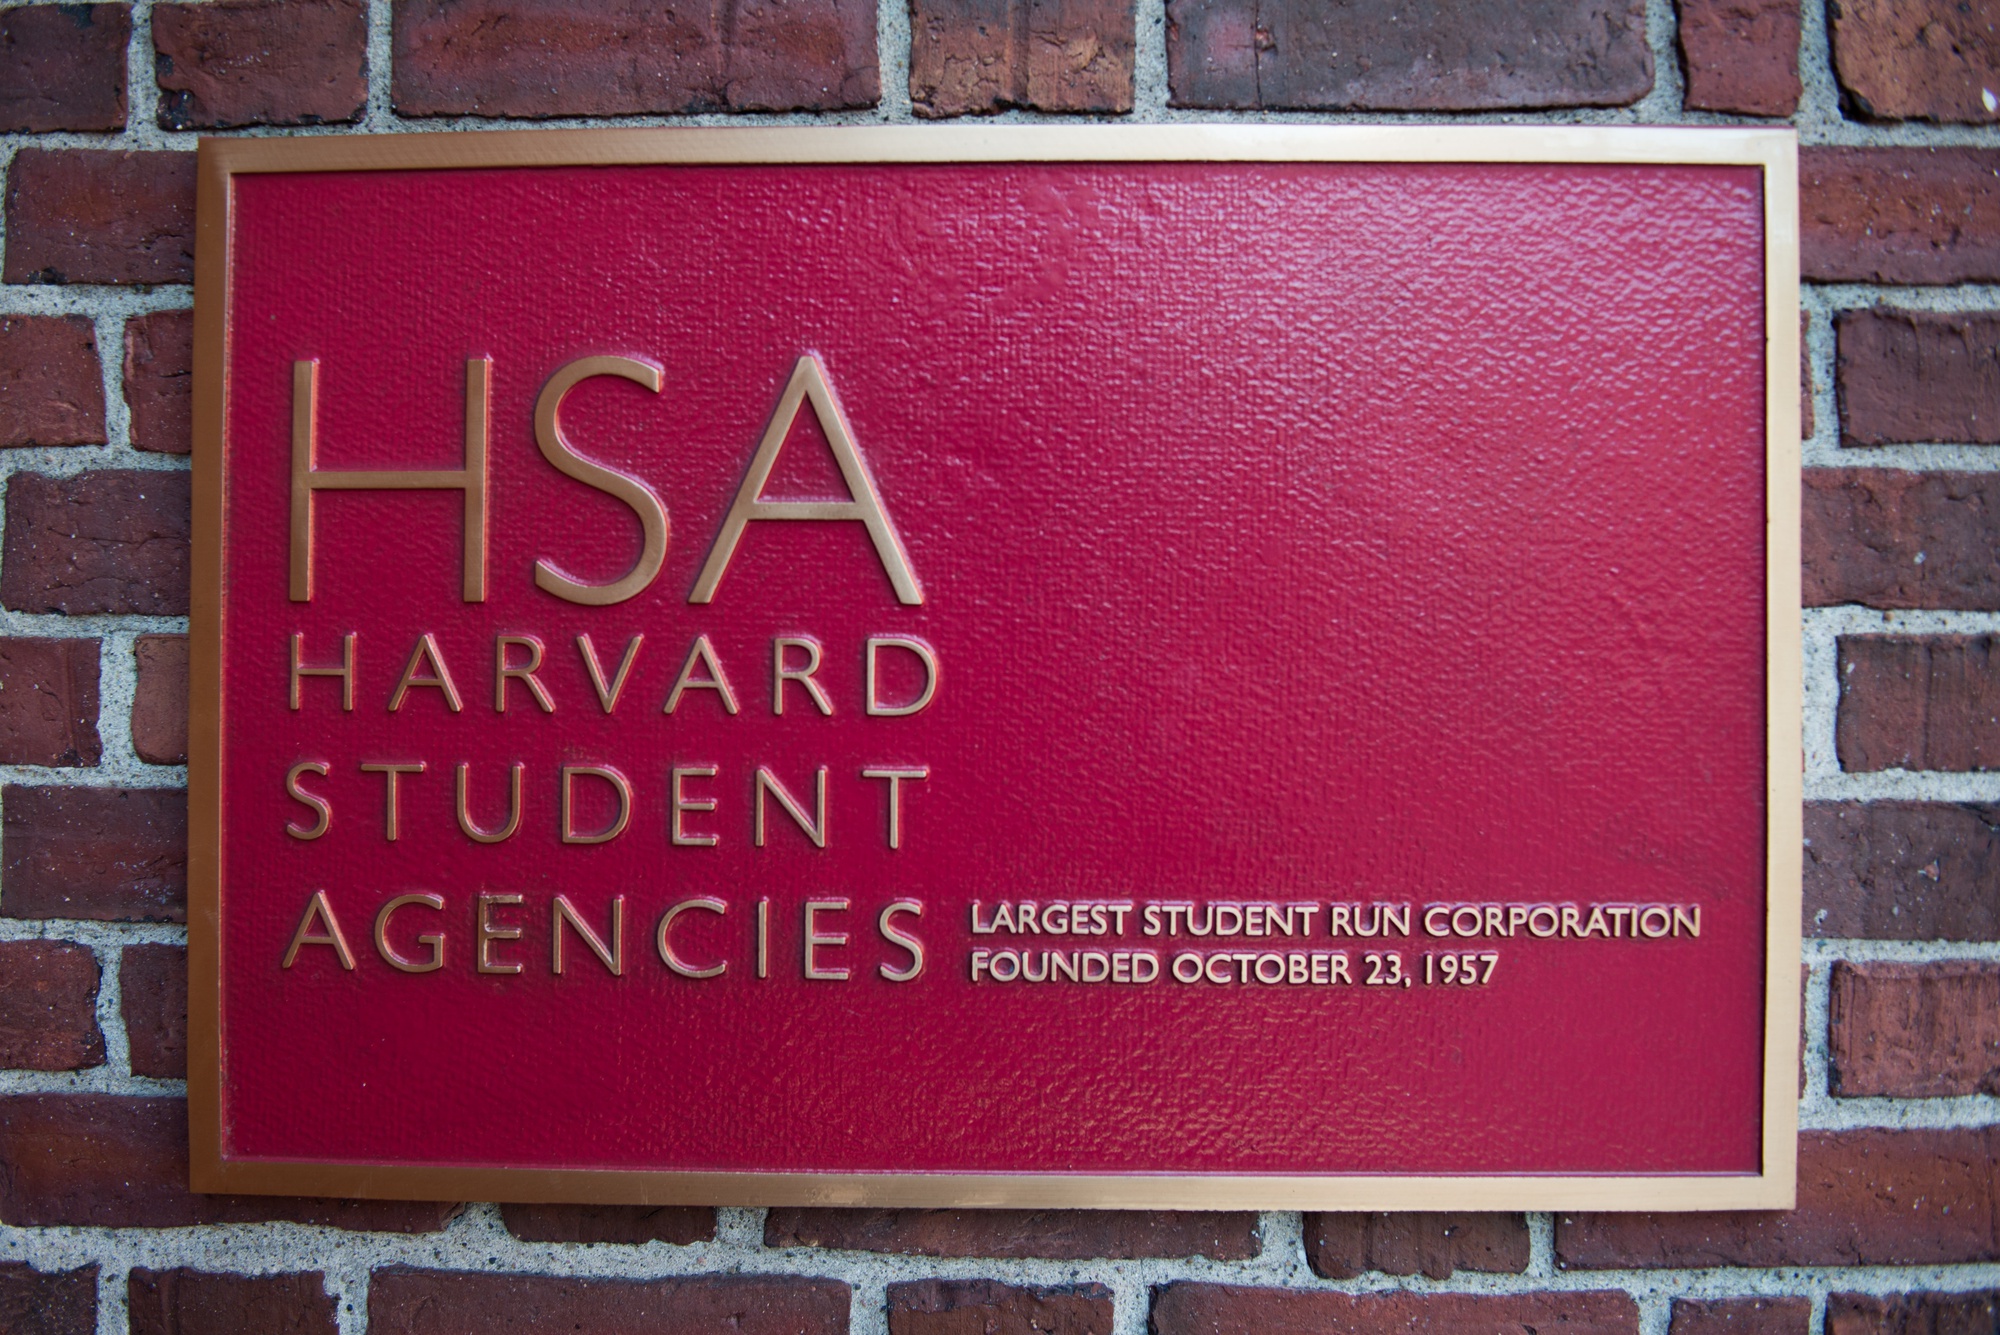 HSA
HARVARD
STUDENT
AGENCIES
LARGEST STUDENT RUN CORPORATION
FOUNDED OCTOBER 23, 1957